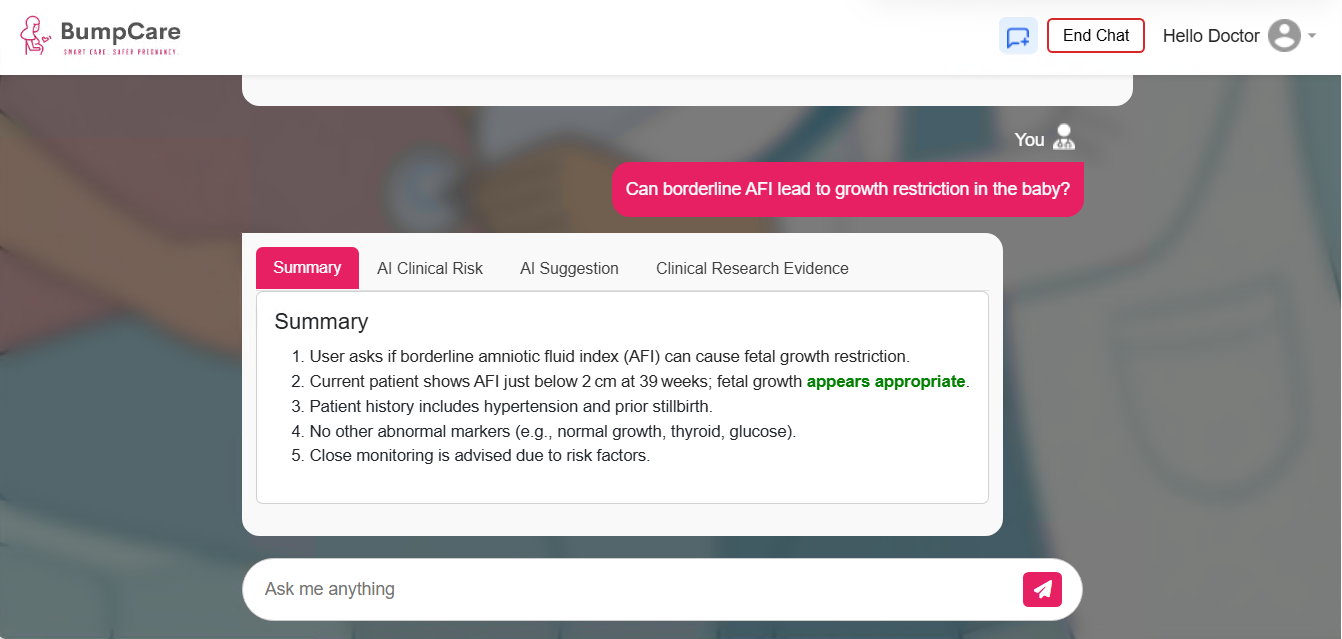 BumpCare
SMART CARE. SAFER PREGNANCY.
End Chat
Hello Doctor
You
Can borderline AFI lead to growth restriction in the baby?
Summary
AI Clinical Risk
AI Suggestion
Clinical Research Evidence
Summary
1. User asks if borderline amniotic fluid index (AFI) can cause fetal growth restriction.
2. Current patient shows AFI just below 2 cm at 39 weeks; fetal growth appears appropriate.
3. Patient history includes hypertension and prior stillbirth.
4. No other abnormal markers (e.g., normal growth, thyroid, glucose).
5. Close monitoring is advised due to risk factors.
Ask me anything